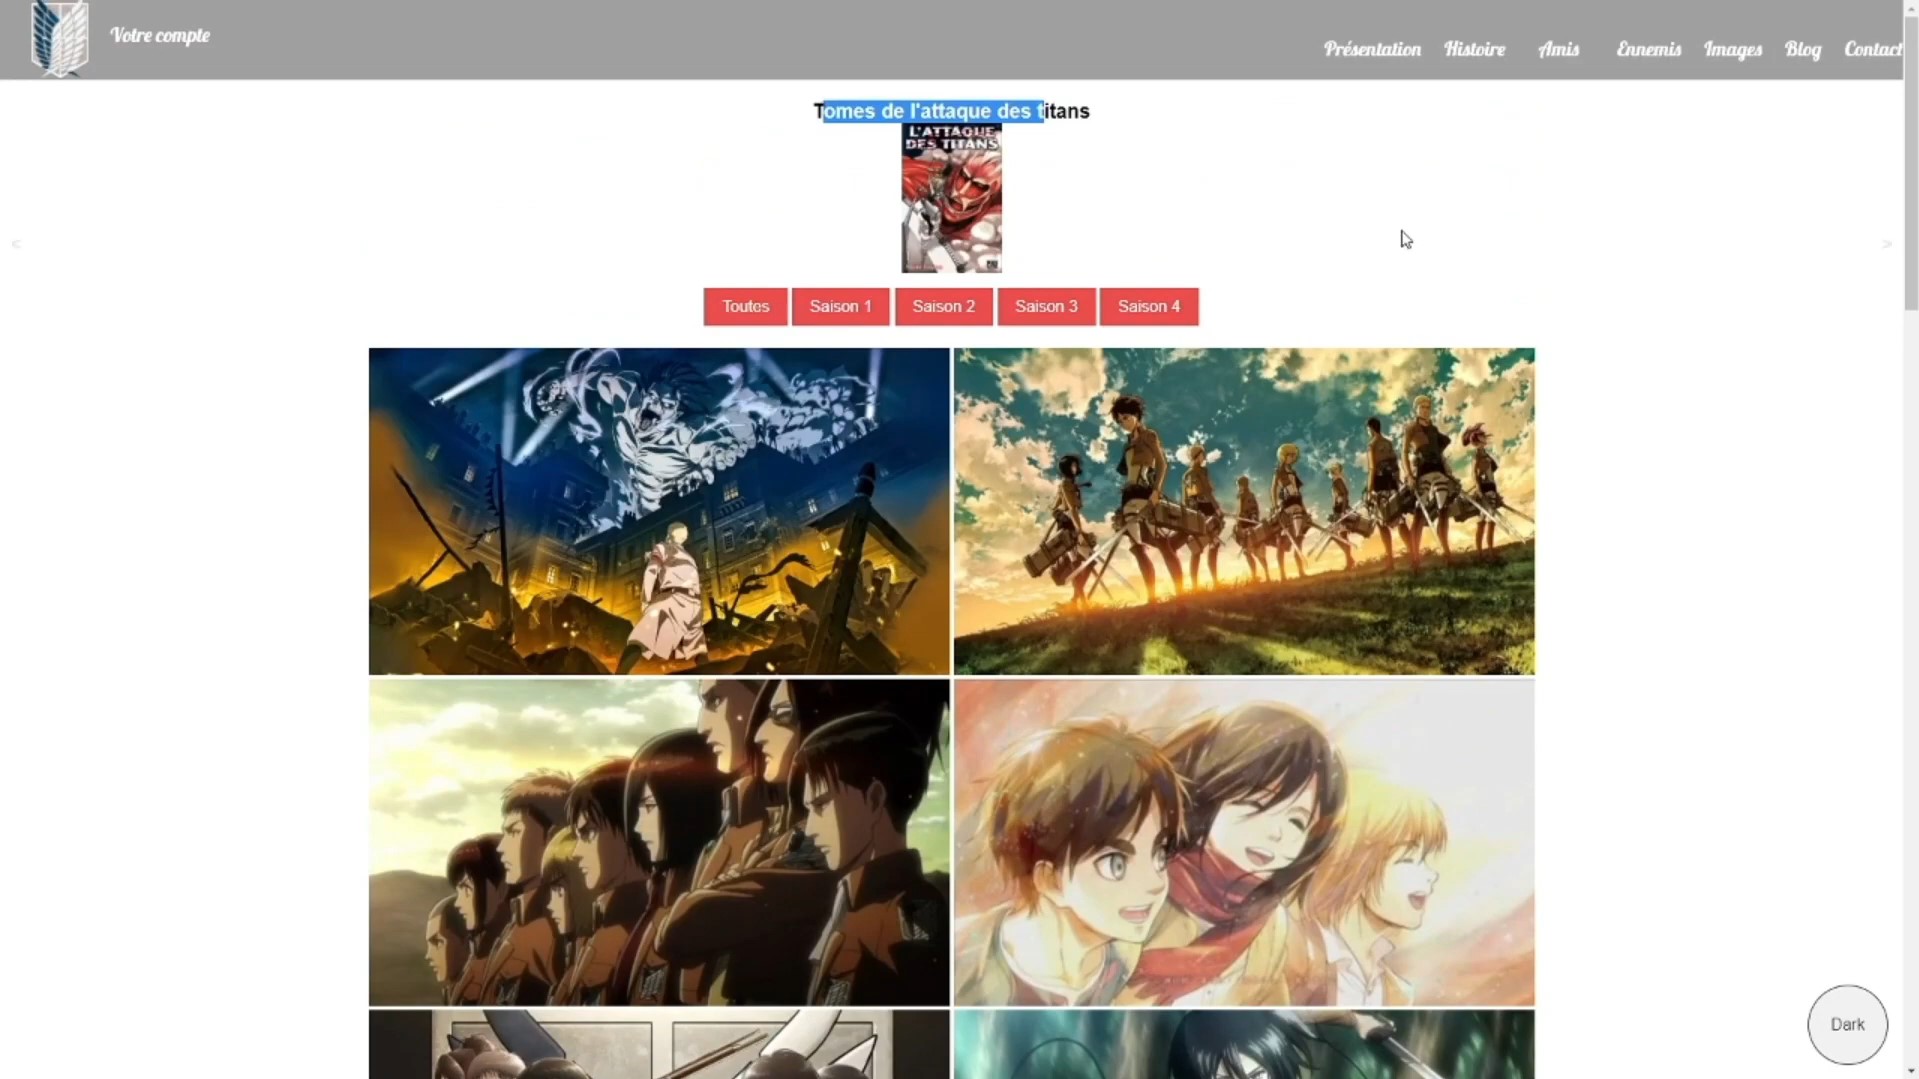 Votre compte
Présentation Histoire Amis Ennemis Images Blog Contact
Tomes de l'attaque des titans
L'ATTAQUE
DES TITANS
< >
Toutes Saison 1 Saison 2 Saison 3 Saison 4
Dark